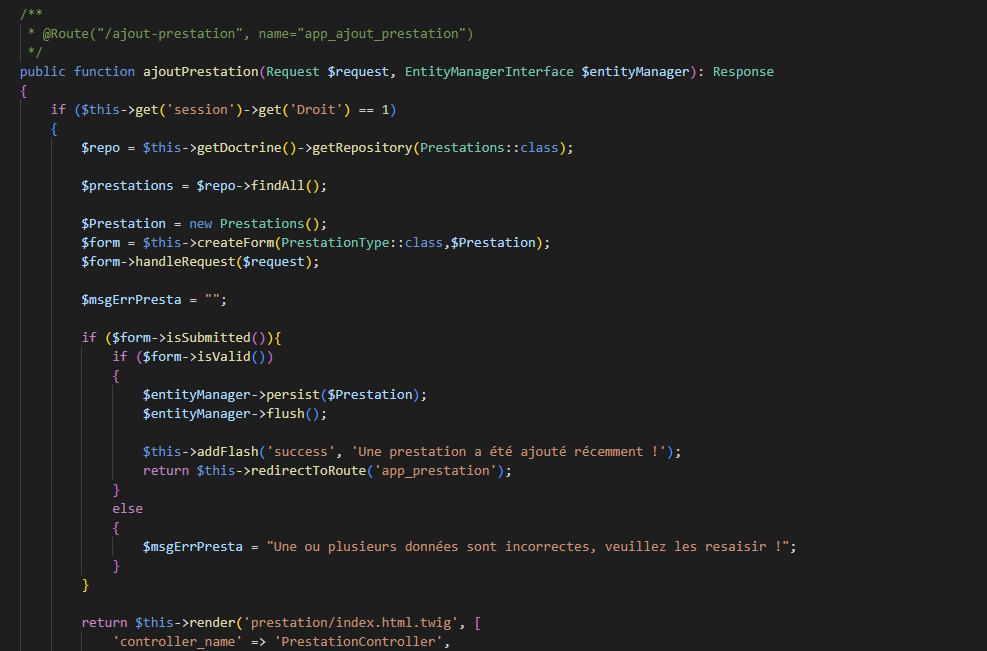 /**
* @Route("/ajout-prestation", name="app_ajout_prestation")
*/
public function ajoutPrestation(Request $request, EntityManagerInterface $entityManager): Response
{
if ($this->get('session')->get('Droit') == 1)
{
$repo = $this->getDoctrine()->getRepository(Prestations::class);
$prestations = $repo->findAll();
$Prestation = new Prestations();
$form = $this->createForm(PrestationType::class,$Prestation);
$form->handleRequest($request);
$msgErrPresta = "";
if ($form->isSubmitted()){
if ($form->isValid())
{
$entityManager->persist($Prestation);
$entityManager->flush();
$this->addFlash('success', 'Une prestation a été ajouté récemment !');
return $this->redirectToRoute('app_prestation');
}
else
{
$msgErrPresta = "Une ou plusieurs données sont incorrectes, veuillez les resaisir !";
}
}
return $this->render('prestation/index.html.twig', [
'controller_name' => 'PrestationController',